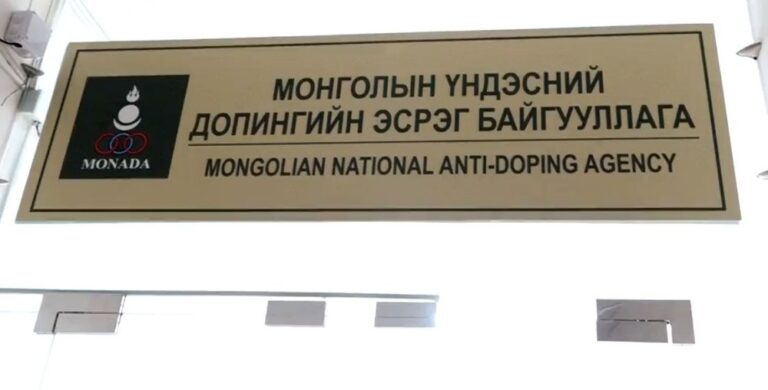 МОНГОЛЫН ҮНДЭСНИЙ
ДОПИНГИЙН ЭСРЭГ БАЙГУУЛЛАГА
MONGOLIAN NATIONAL ANTI-DOPING AGENCY
MONADA